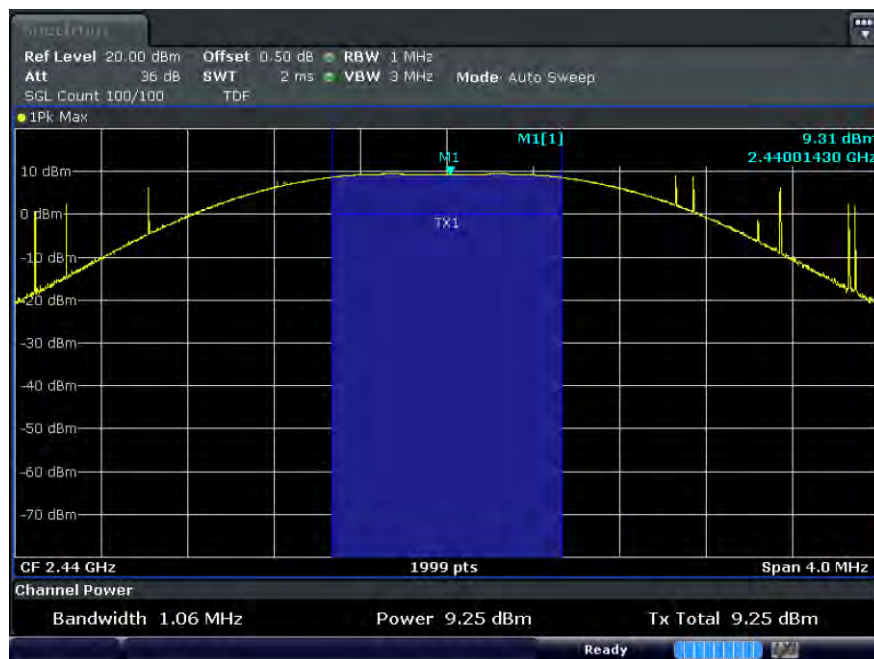 Spectrum
Ref Level 20.00 dBm Offset 0.50 dB RBW 1 MHz
Att 36 dB SWT 2 ms VBW 3 MHz Mode Auto Sweep
SGL Count 100/100 TDF
1Pk Max
M1[1] 9.31 dBm
2.44001430 GHz
M1
10 dBm
0 dBm
TX1
-10 dBm
-20 dBm
-30 dBm
-40 dBm
-50 dBm
-60 dBm
-70 dBm
CF 2.44 GHz 1999 pts Span 4.0 MHz
Channel Power
Bandwidth 1.06 MHz Power 9.25 dBm Tx Total 9.25 dBm
Ready